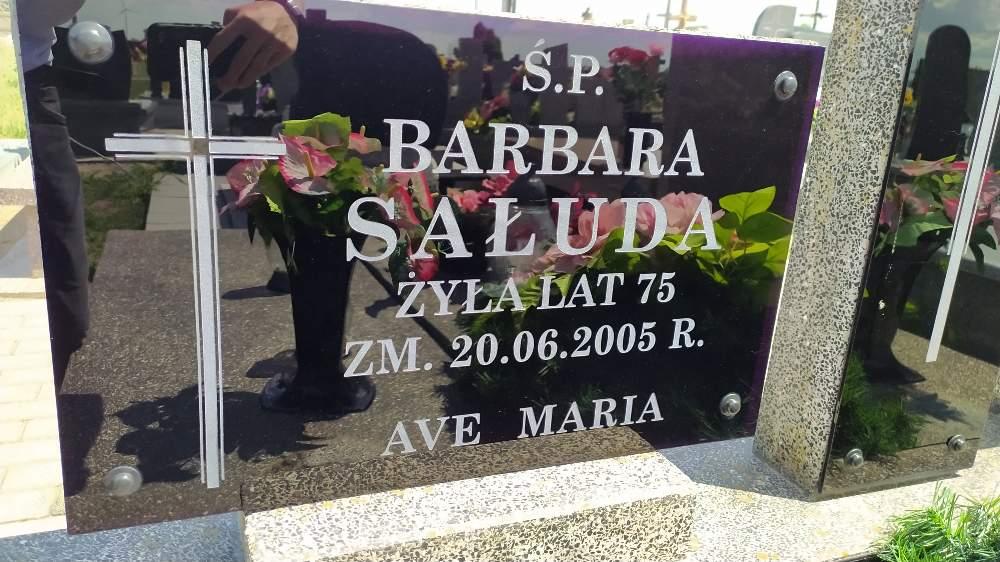 Ś.P.
BARBARA
SAŁUDA
ŻYŁA LAT 75
ZM. 20.06.2005 R.
AVE MARIA